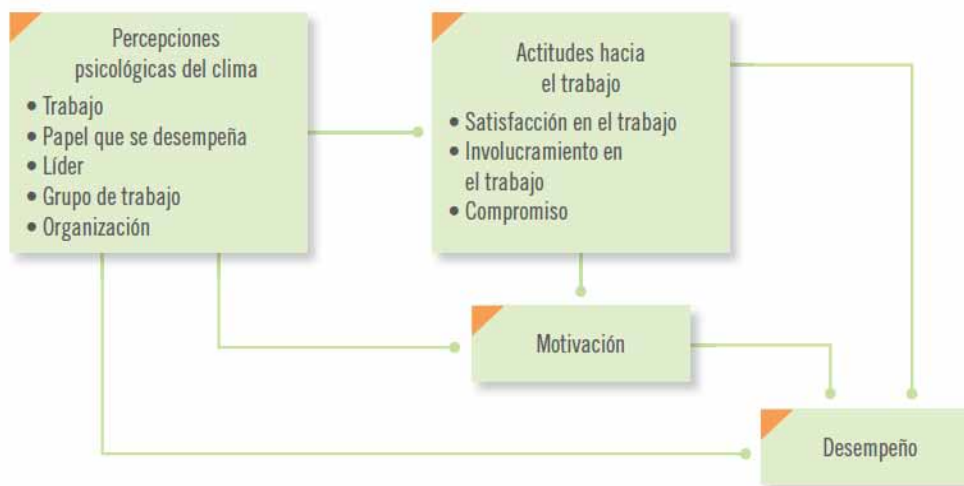 Percepciones
psicológicas del clima
• Trabajo
• Papel que se desempeña
• Líder
• Grupo de trabajo
• Organización
Actitudes hacia
el trabajo
• Satisfacción en el trabajo
• Involucramiento en
el trabajo
• Compromiso
Motivación
Desempeño